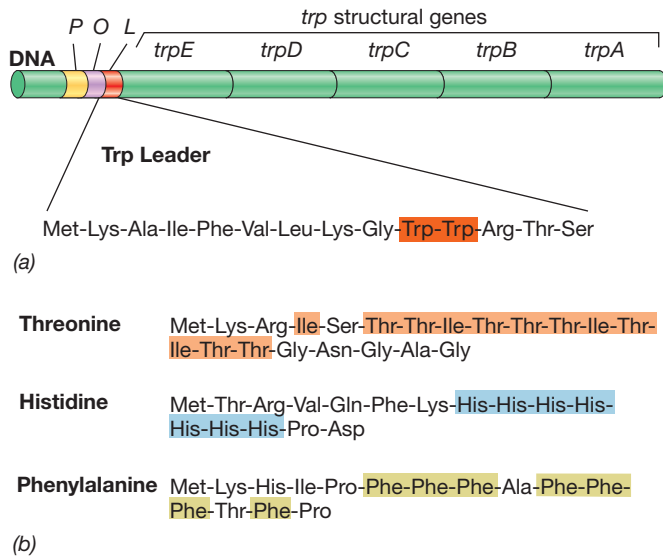 trp structural genes
P O L
DNA trpE trpD trpC trpB trpA
Trp Leader
Met-Lys-Ala-Ile-Phe-Val-Leu-Lys-Gly-Trp-Trp-Arg-Thr-Ser
(a)
Threonine Met-Lys-Arg-Ile-Ser-Thr-Thr-Ile-Thr-Thr-Thr-Ile-Thr-
Ile-Thr-Thr-Gly-Asn-Gly-Ala-Gly
Histidine Met-Thr-Arg-Val-Gln-Phe-Lys-His-His-His-His-
His-His-His-Pro-Asp
Phenylalanine Met-Lys-His-Ile-Pro-Phe-Phe-Phe-Ala-Phe-Phe-
Phe-Thr-Phe-Pro
(b)